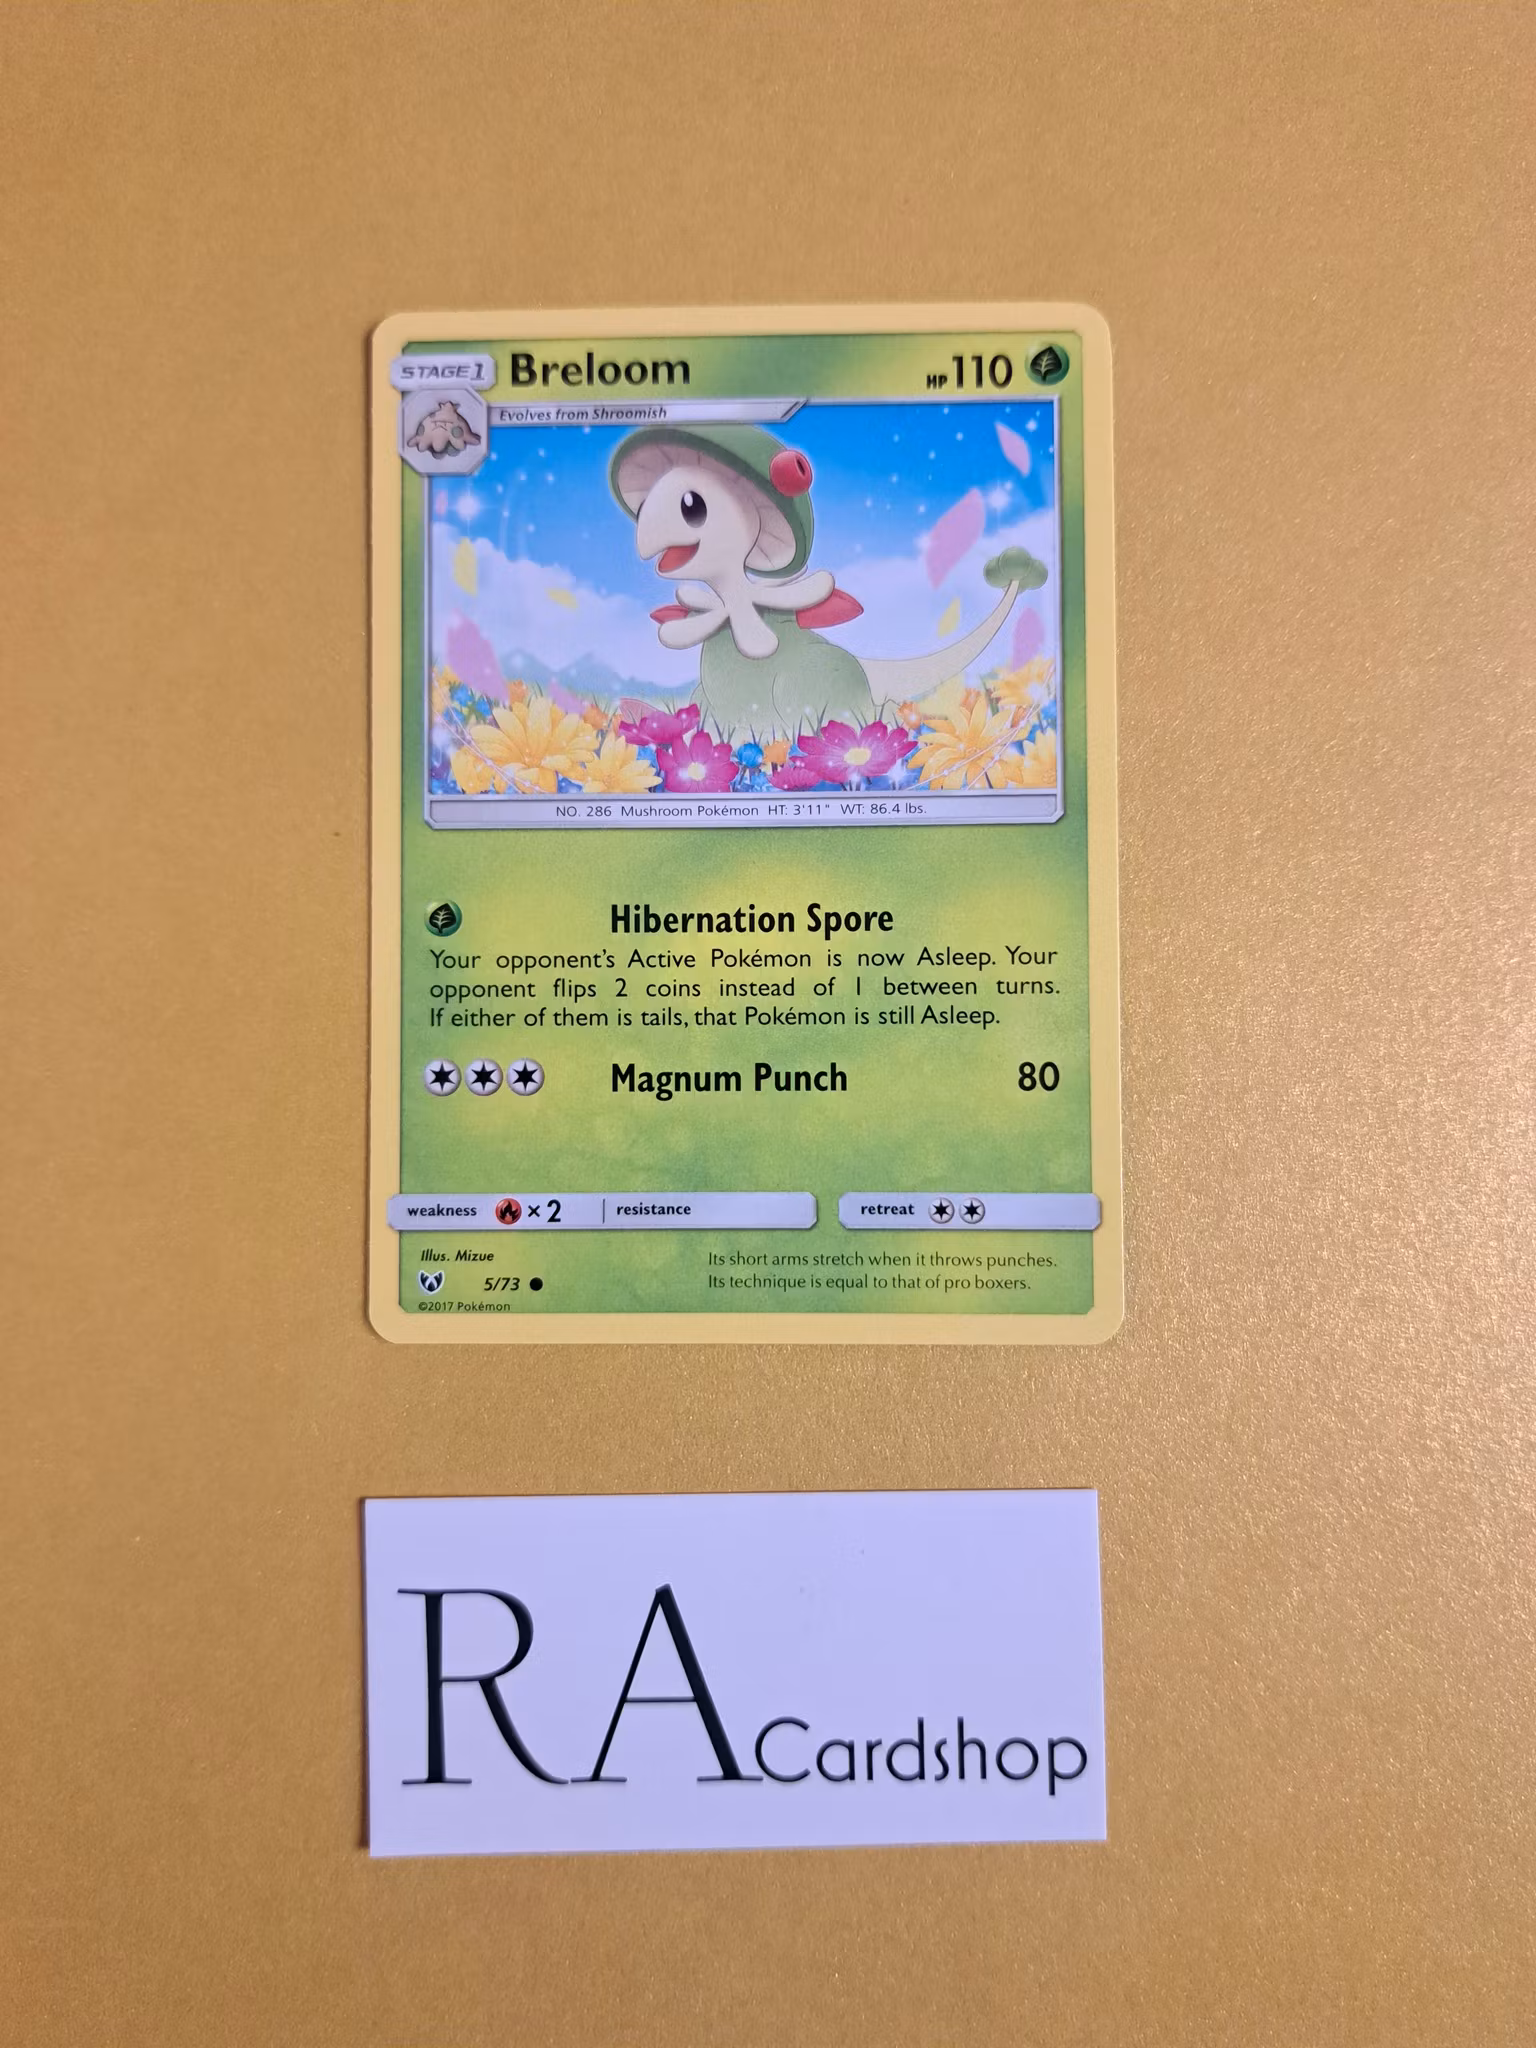 STAGE 1
Breloom
HP 110
Evolves from Shroomish
NO. 286 Mushroom Pokémon HT: 3'11" WT: 86.4 lbs.
Hibernation Spore
Your opponent's Active Pokémon is now Asleep. Your
opponent flips 2 coins instead of 1 between turns.
If either of them is tails, that Pokémon is still Asleep.
Magnum Punch 80
weakness × 2 resistance
retreat
Illus. Mizue
5/73
©2017 Pokémon
Its short arms stretch when it throws punches.
Its technique is equal to that of pro boxers.
RA Cardshop